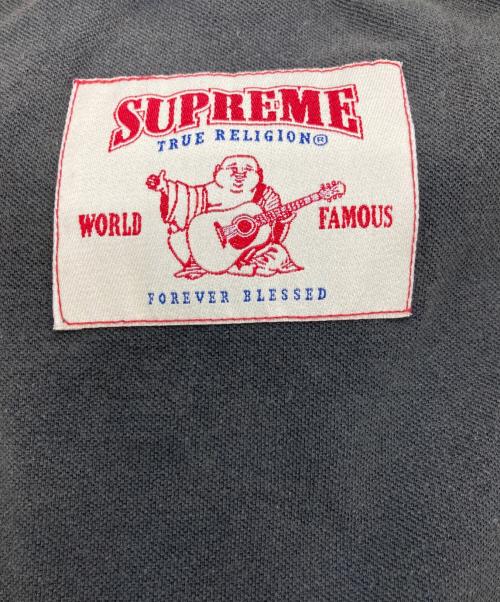 SUPREME
TRUE RELIGION®
WORLD FAMOUS
FOREVER BLESSED